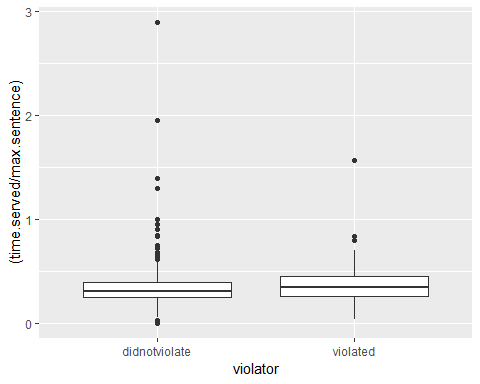 3
2
1
0
(time.served/max.sentence)
didnotviolate violated
violator